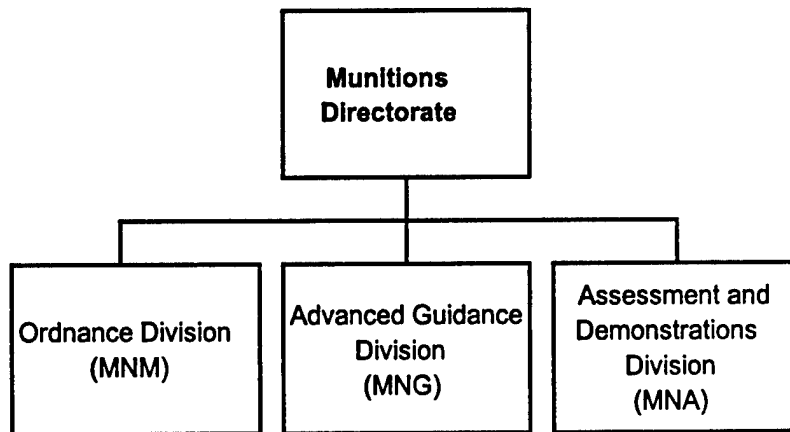 Munitions
Directorate
Ordnance Division
(MNM)
Advanced Guidance
Division
(MNG)
Assessment and
Demonstrations
Division
(MNA)